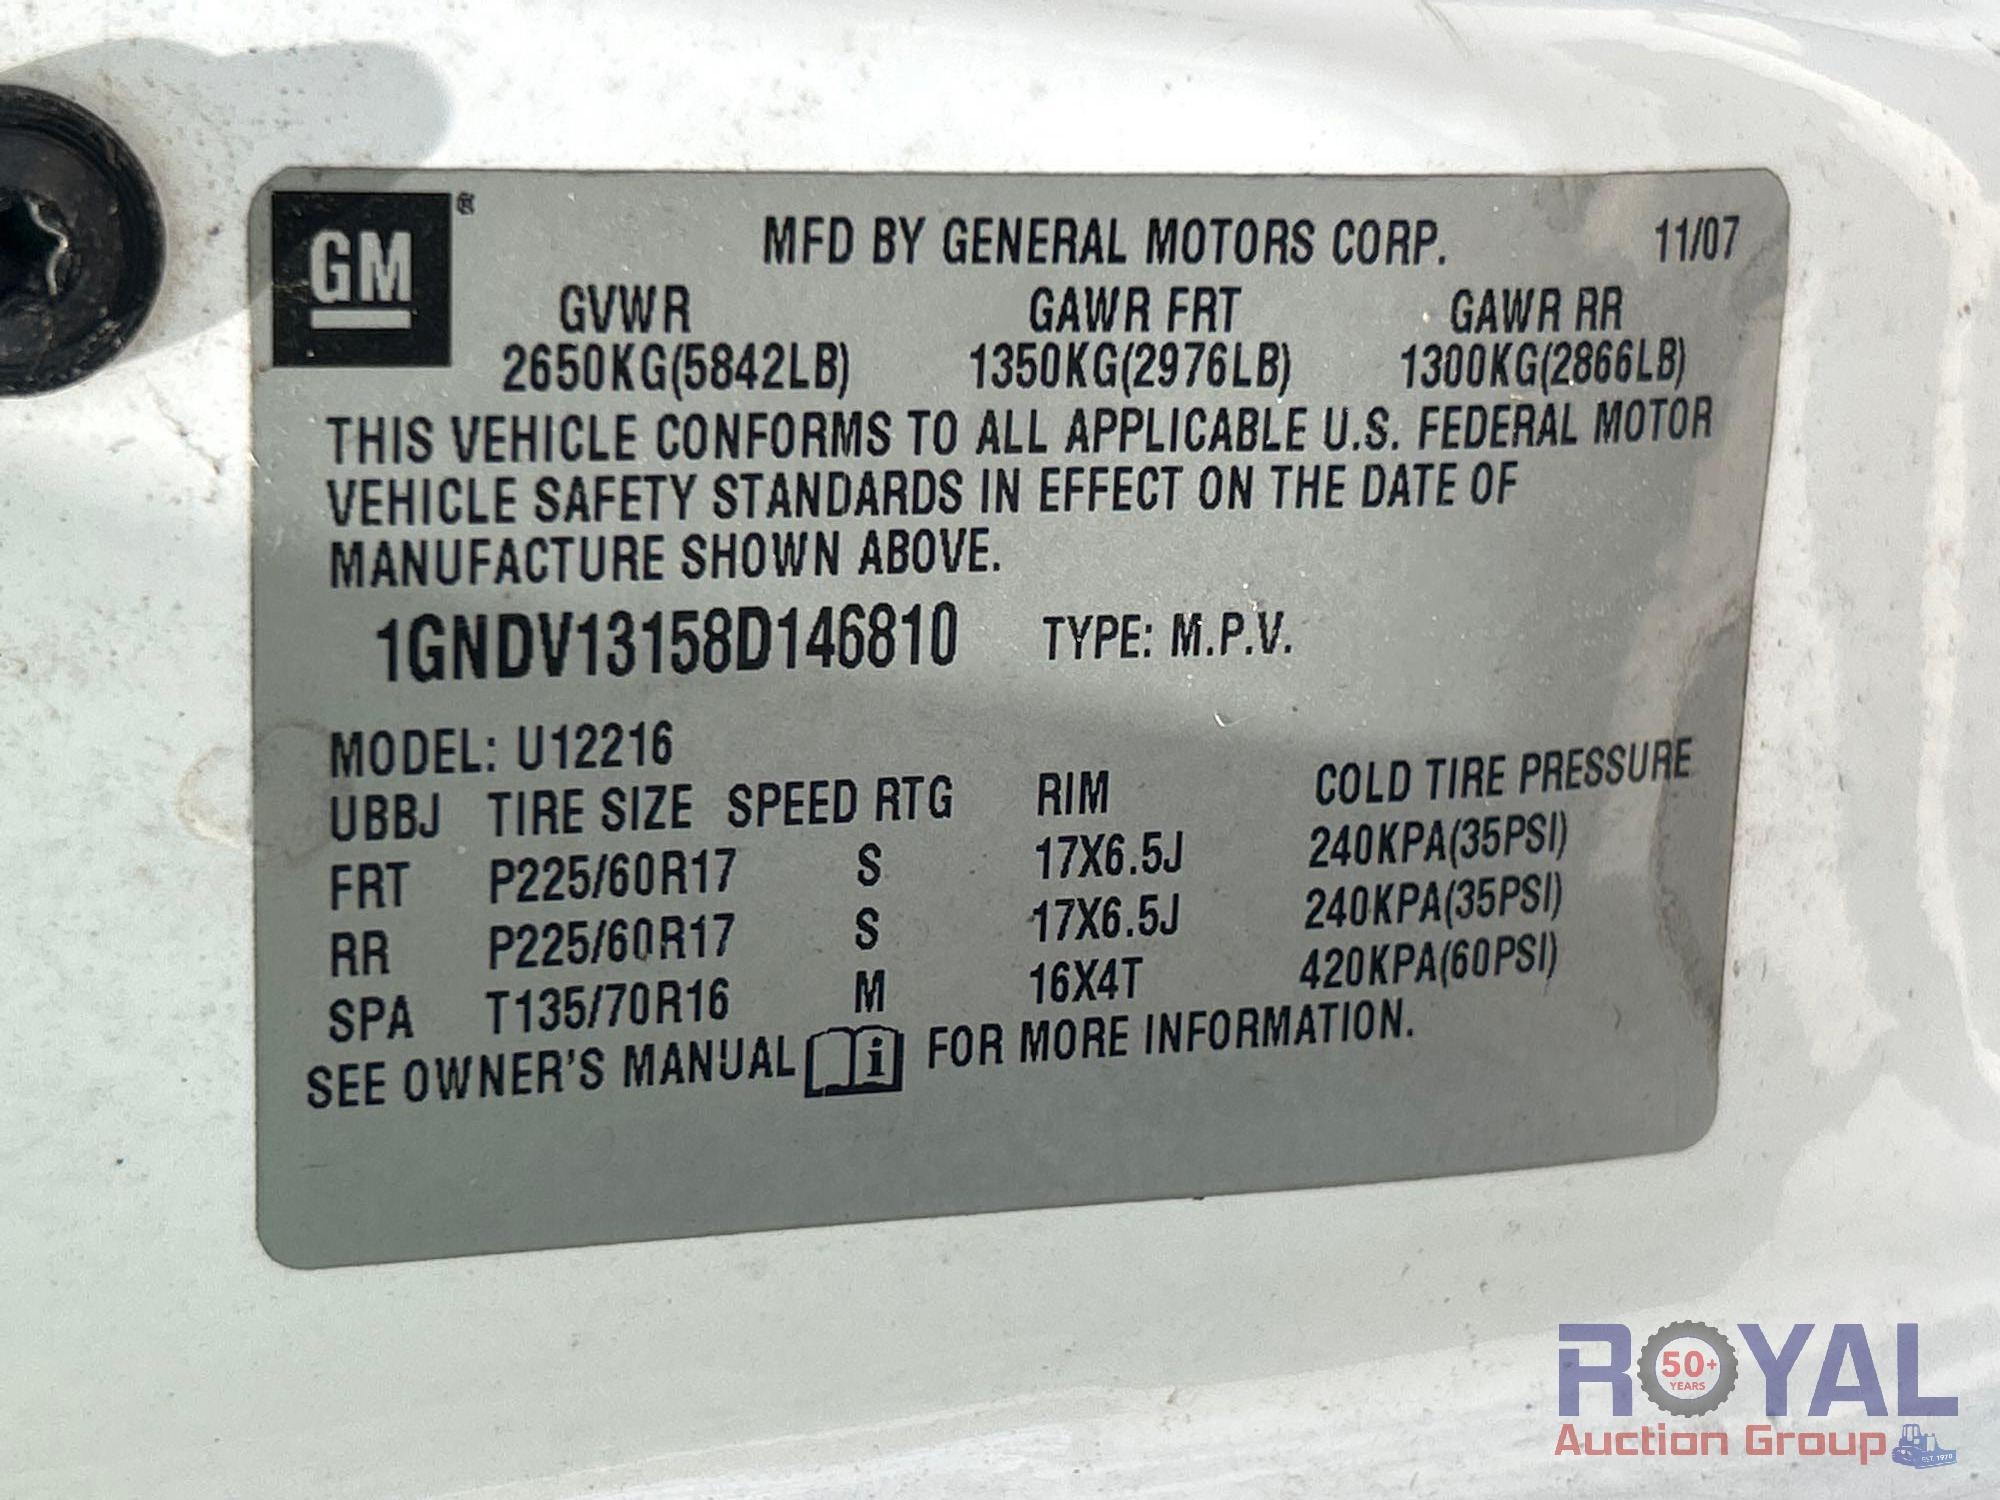 GM ®
MFD BY GENERAL MOTORS CORP. 11/07
GVWR GAWR FRT GAWR RR
2650KG(5842LB) 1350KG(2976LB) 1300KG(2866LB)
THIS VEHICLE CONFORMS TO ALL APPLICABLE U.S. FEDERAL MOTOR
VEHICLE SAFETY STANDARDS IN EFFECT ON THE DATE OF
MANUFACTURE SHOWN ABOVE.
1GNDV13158D146810 TYPE: M.P.V.
MODEL: U12216
UBBJ TIRE SIZE SPEED RTG RIM COLD TIRE PRESSURE
FRT P225/60R17 S 17X6.5J 240KPA(35PSI)
RR P225/60R17 S 17X6.5J 240KPA(35PSI)
SPA T135/70R16 M 16X4T 420KPA(60PSI)
SEE OWNER'S MANUAL i FOR MORE INFORMATION.
ROYAL
50+
YEARS
Auction Group
EST. 1970